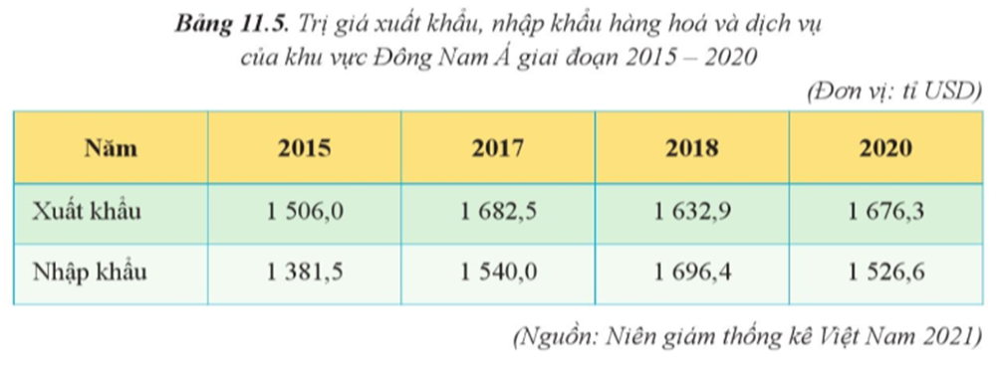 Bảng 11.5. Trị giá xuất khẩu, nhập khẩu hàng hoá và dịch vụ
của khu vực Đông Nam Á giai đoạn 2015 – 2020
(Đơn vị: tỉ USD)
Năm 2015 2017 2018 2020
Xuất khẩu 1 506,0 1 682,5 1 632,9 1 676,3
Nhập khẩu 1 381,5 1 540,0 1 696,4 1 526,6
(Nguồn: Niên giám thống kê Việt Nam 2021)